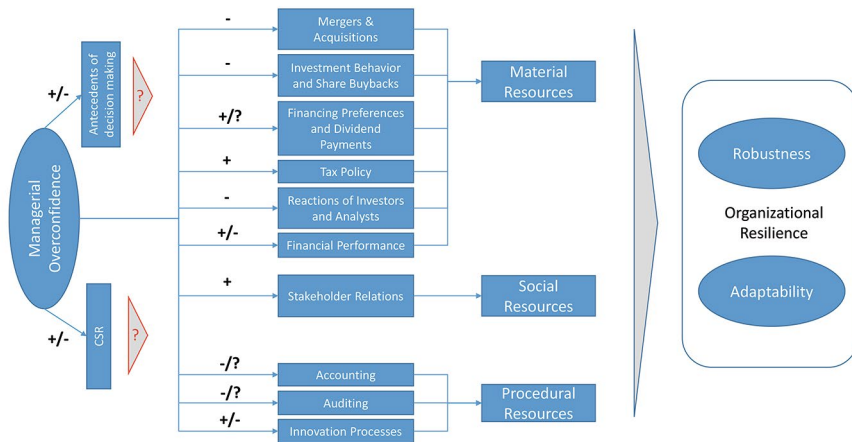 Managerial
Overconfidence
+/-
Antecedents of
decision making
?
+/-
CSR
?
-
Mergers &
Acquisitions
-
Investment Behavior
and Share Buybacks
+/?
Financing Preferences
and Dividend
Payments
+
Tax Policy
-
Reactions of Investors
and Analysts
+/-
Financial Performance
Material
Resources
+
Stakeholder Relations
Social
Resources
-/?
Accounting
-/?
Auditing
+/-
Innovation Processes
Procedural
Resources
Robustness
Organizational
Resilience
Adaptability